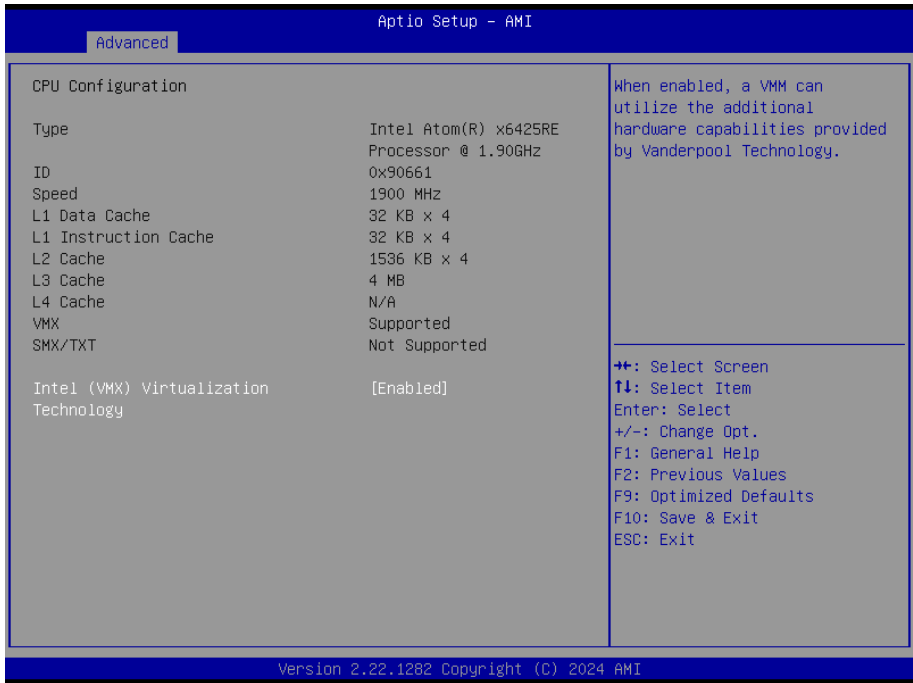 Aptio Setup – AMI
Advanced
CPU Configuration
Type Intel Atom(R) x6425RE
Processor @ 1.90GHz
ID 0x90661
Speed 1900 MHz
L1 Data Cache 32 KB x 4
L1 Instruction Cache 32 KB x 4
L2 Cache 1536 KB x 4
L3 Cache 4 MB
L4 Cache N/A
VMX Supported
SMX/TXT Not Supported
Intel (VMX) Virtualization [Enabled]
Technology
When enabled, a VMM can
utilize the additional
hardware capabilities provided
by Vanderpool Technology.
→←: Select Screen
↑↓: Select Item
Enter: Select
+/-: Change Opt.
F1: General Help
F2: Previous Values
F9: Optimized Defaults
F10: Save & Exit
ESC: Exit
Version 2.22.1282 Copyright (C) 2024 AMI